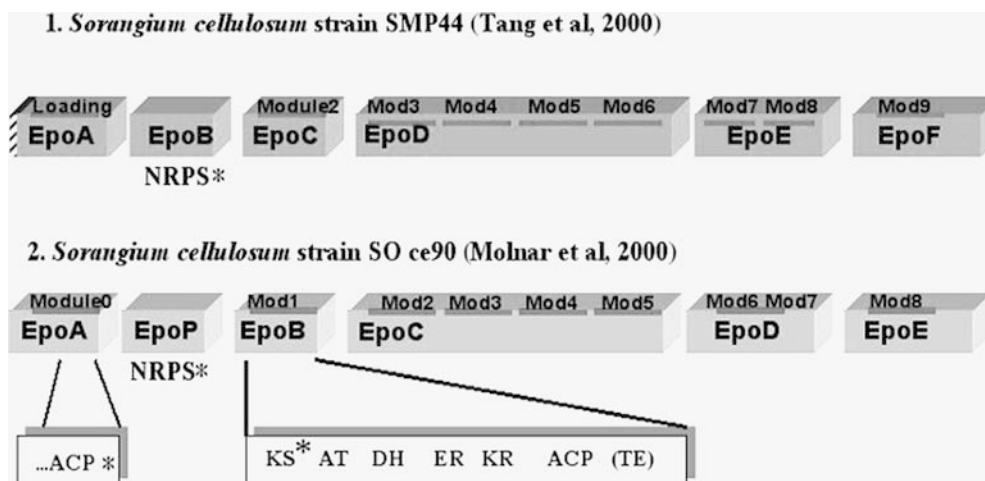 1. Sorangium cellulosum strain SMP44 (Tang et al, 2000)
Loading Module2 Mod3 Mod4 Mod5 Mod6 Mod7 Mod8 Mod9
EpoA EpoB EpoC EpoD EpoE EpoF
NRPS*
2. Sorangium cellulosum strain SO ce90 (Molnar et al, 2000)
Module0 Mod1 Mod2 Mod3 Mod4 Mod5 Mod6 Mod7 Mod8
EpoA EpoP EpoB EpoC EpoD EpoE
NRPS*
...ACP * KS* AT DH ER KR ACP (TE)